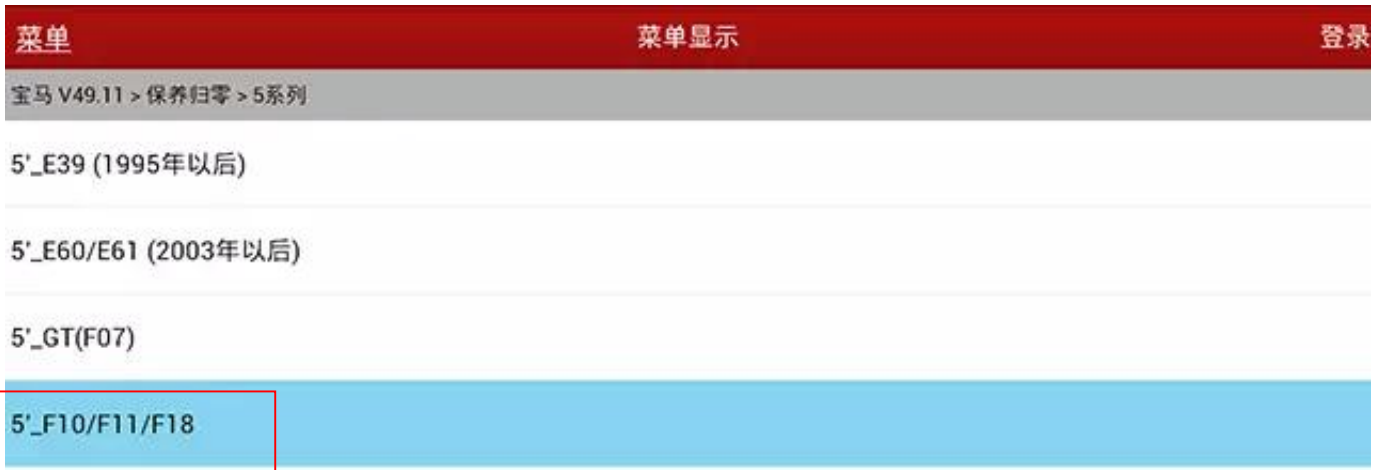 菜单 菜单显示 登录
宝马 V49.11 > 保养归零 > 5系列
5'_E39 (1995年以后)
5'_E60/E61 (2003年以后)
5'_GT(F07)
5'_F10/F11/F18